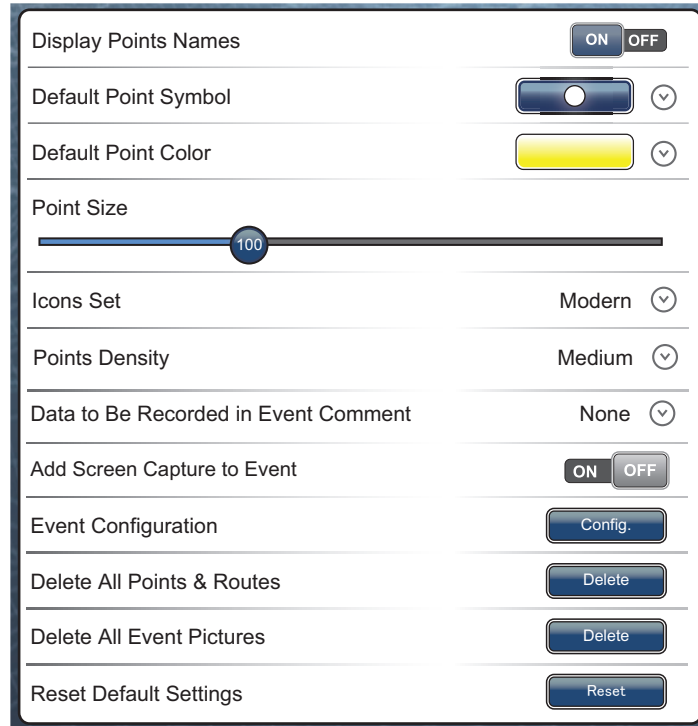 Display Points Names ON OFF
Default Point Symbol
Default Point Color
Point Size
100
Icons Set Modern
Points Density Medium
Data to Be Recorded in Event Comment None
Add Screen Capture to Event ON OFF
Event Configuration Config.
Delete All Points & Routes Delete
Delete All Event Pictures Delete
Reset Default Settings Reset